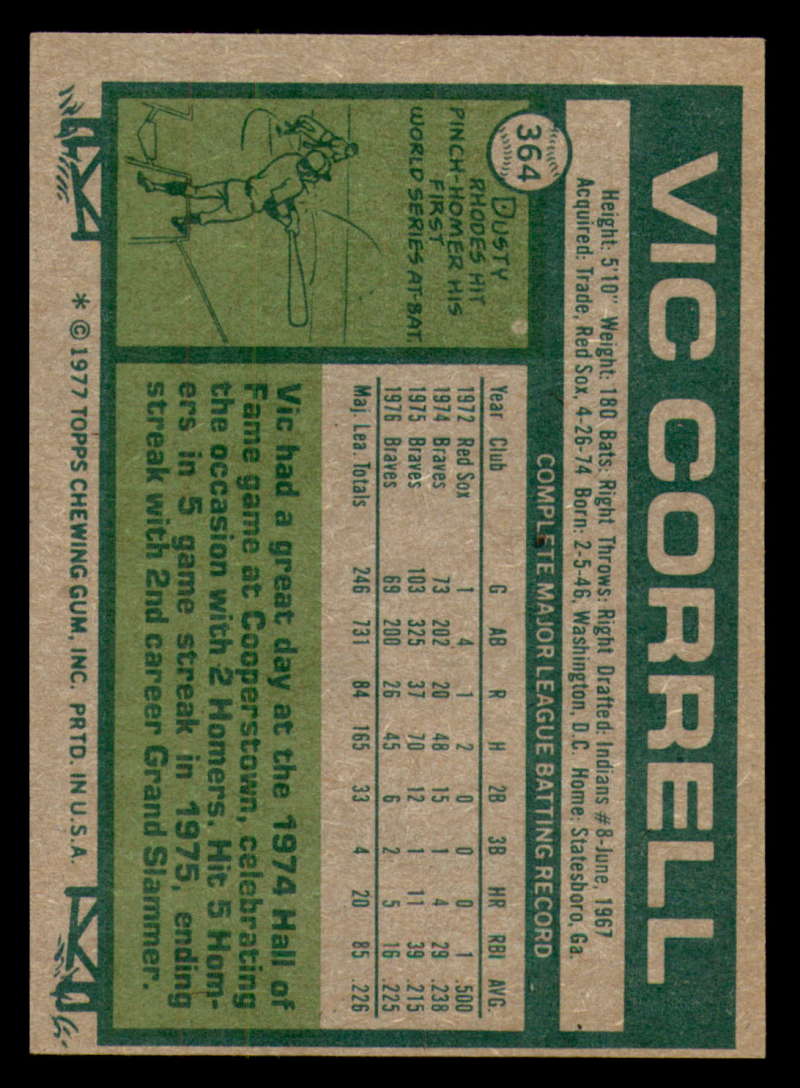 364
VIC CORRELL
Height: 5'10" Weight: 180 Bats: Right Throws: Right Drafted: Indians #8-June, 1967
Acquired: Trade, Red Sox, 4-26-74 Born: 2-5-46, Washington, D.C. Home: Statesboro, Ga.
DUSTY
RHODES HIT
PINCH-HOMER HIS
FIRST
WORLD SERIES AT-BAT.
COMPLETE MAJOR LEAGUE BATTING RECORD
Year Club G AB R H 2B 3B HR RBI AVG.
1972 Red Sox 1 4 1 2 0 0 0 1 .500
1974 Braves 73 202 20 48 15 1 4 29 .238
1975 Braves 103 325 37 70 12 1 11 39 .215
1976 Braves 69 200 26 45 6 2 5 16 .225
Maj. Lea. Totals 246 731 84 165 33 4 20 85 .226
Vic had a great day at the 1974 Hall of
Fame game at Cooperstown, celebrating
the occasion with 2 Homers. Hit 5 Hom-
ers in 5 game streak in 1975, ending
streak with 2nd career Grand Slammer.
* © 1977 TOPPS CHEWING GUM, INC. PRTD. IN U.S.A.